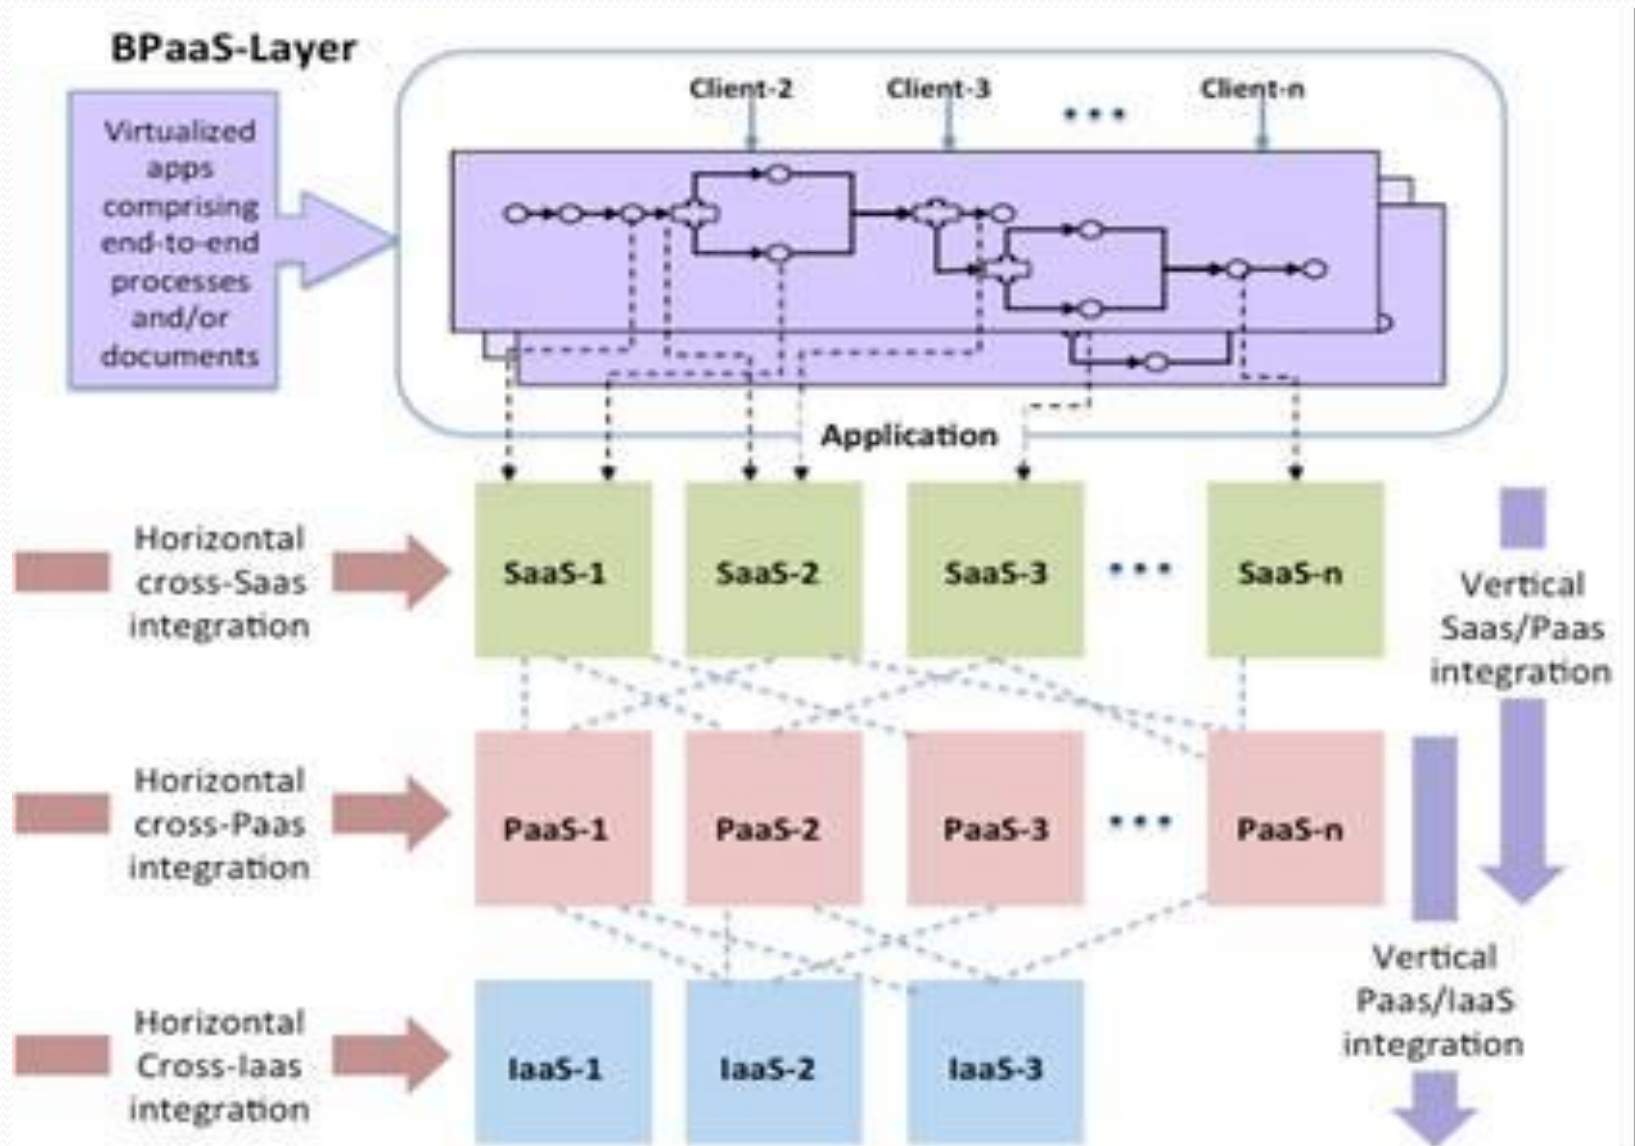 BPaaS-Layer
Virtualized
apps
comprising
end-to-end
processes
and/or
documents
Client-2
Client-3
•••
Client-n
Application
Horizontal
cross-Saas
integration
SaaS-1
SaaS-2
SaaS-3
•••
SaaS-n
Vertical
Saas/Paas
integration
Horizontal
cross-Paas
integration
PaaS-1
PaaS-2
PaaS-3
•••
PaaS-n
Vertical
Paas/IaaS
integration
Horizontal
Cross-Iaas
integration
IaaS-1
IaaS-2
IaaS-3